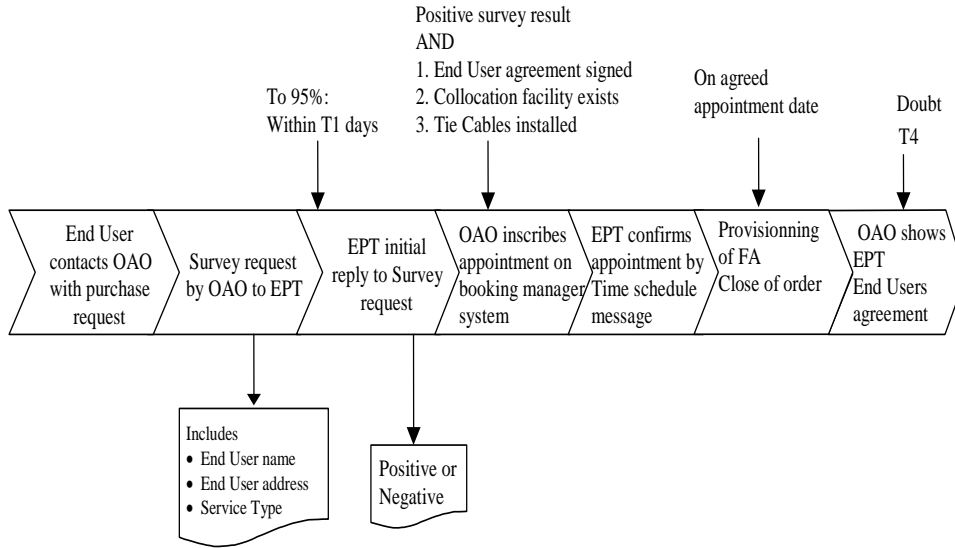 Positive survey result
AND
1. End User agreement signed
2. Collocation facility exists
3. Tie Cables installed
To 95%:
Within T1 days
On agreed
appointment date
Doubt
T4
End User
contacts OAO
with purchase
request
Survey request
by OAO to EPT
EPT initial
reply to Survey
request
OAO inscribes
appointment on
booking manager
system
EPT confirms
appointment by
Time schedule
message
Provisionning
of FA
Close of order
OAO shows
EPT
End Users
agreement
Includes
• End User name
• End User address
• Service Type
Positive or
Negative